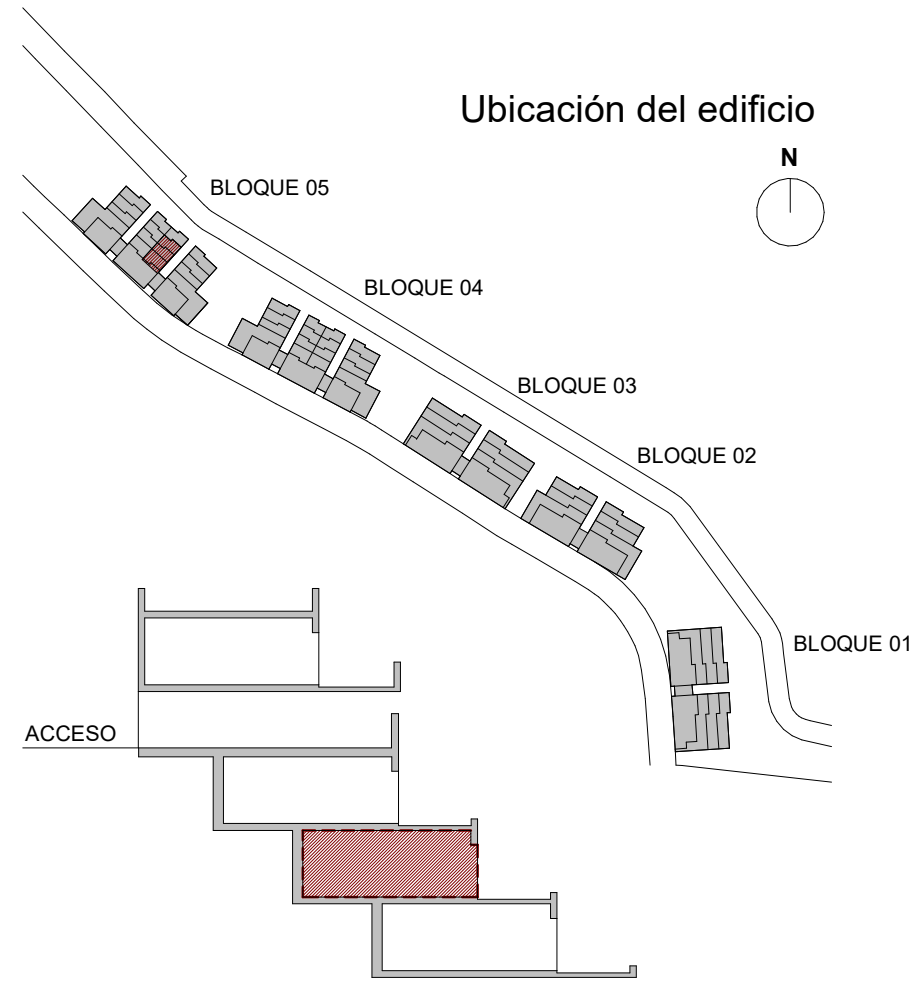 Ubicación del edificio
N
BLOQUE 05
BLOQUE 04
BLOQUE 03
BLOQUE 02
BLOQUE 01
ACCESO